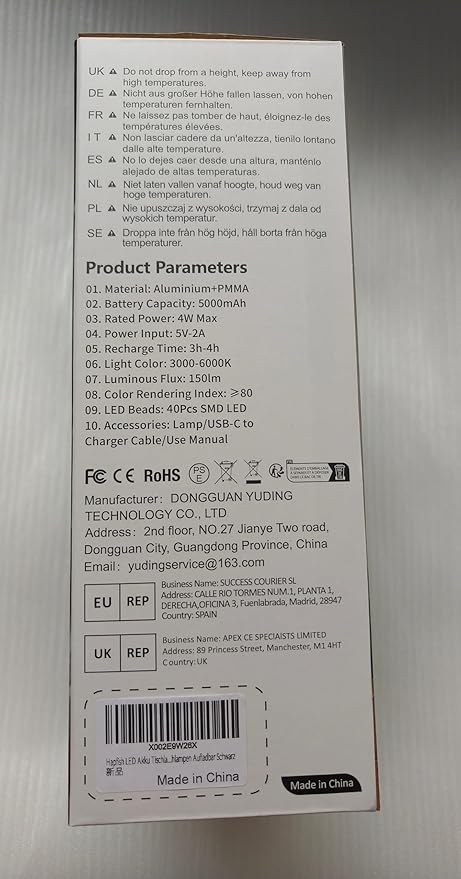 UK ⚠ Do not drop from a height, keep away from
high temperatures.
DE ⚠ Nicht aus großer Höhe fallen lassen, von hohen
temperaturen fernhalten.
FR ⚠ Ne laissez pas tomber de haut, éloignez-le des
températures élevées.
IT ⚠ Non lasciar cadere da un'altezza, tienilo lontano
dalle alte temperature.
ES ⚠ No lo dejes caer desde una altura, manténlo
alejado de altas temperaturas.
NL ⚠ Niet laten vallen vanaf hoogte, houd weg van
hoge temperaturen.
PL ⚠ Nie upuszczaj z wysokości, trzymaj z dala od
wysokich temperatur.
SE ⚠ Droppa inte från hög höjd, håll borta från höga
temperaturer.
Product Parameters
01. Material: Aluminium+PMMA
02. Battery Capacity: 5000mAh
03. Rated Power: 4W Max
04. Power Input: 5V-2A
05. Recharge Time: 3h-4h
06. Light Color: 3000-6000K
07. Luminous Flux: 150lm
08. Color Rendering Index: ≥80
09. LED Beads: 40Pcs SMD LED
10. Accessories: Lamp/USB-C to
Charger Cable/Use Manual
FC CE RoHS PS E
Manufacturer: DONGGUAN YUDING
TECHNOLOGY CO., LTD
Address: 2nd floor, NO.27 Jianye Two road,
Dongguan City, Guangdong Province, China
Email: yudingservice@163.com
EU REP
Business Name: SUCCESS COURIER SL
Address: CALLE RIO TORMES NUM.1, PLANTA 1,
DERECHA,OFICINA 3, Fuenlabrada, Madrid, 28947
Country: SPAIN
UK REP
Business Name: APEX CE SPECIAISTS LIMITED
Address: 89 Princess Street, Manchester, M1 4HT
Country: UK
X002E9W26X
Hapfish LED Akku Tischla...hlampen Aufladbar Schwarz
新品
Made in China
Made in China